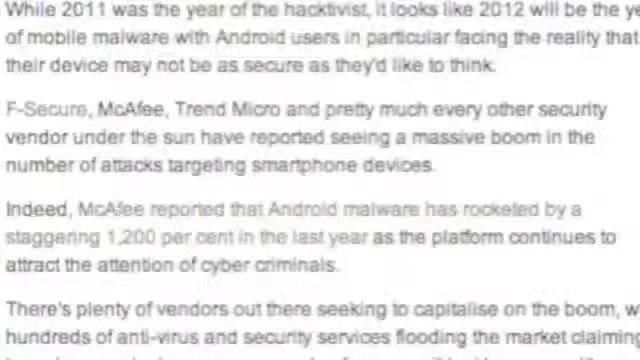 While 2011 was the year of the hacktivist, it looks like 2012 will be the
of mobile malware with Android users in particular facing the reality that
their device may not be as secure as they'd like to think.
F-Secure, McAfee, Trend Micro and pretty much every other security
vendor under the sun have reported seeing a massive boom in the
number of attacks targeting smartphone devices.
Indeed, McAfee reported that Android malware has rocketed by a
staggering 1,200 per cent in the last year as the platform continues to
attract the attention of cyber criminals.
There's plenty of vendors out there seeking to capitalise on the boom,
hundreds of anti-virus and security services flooding the market claiming